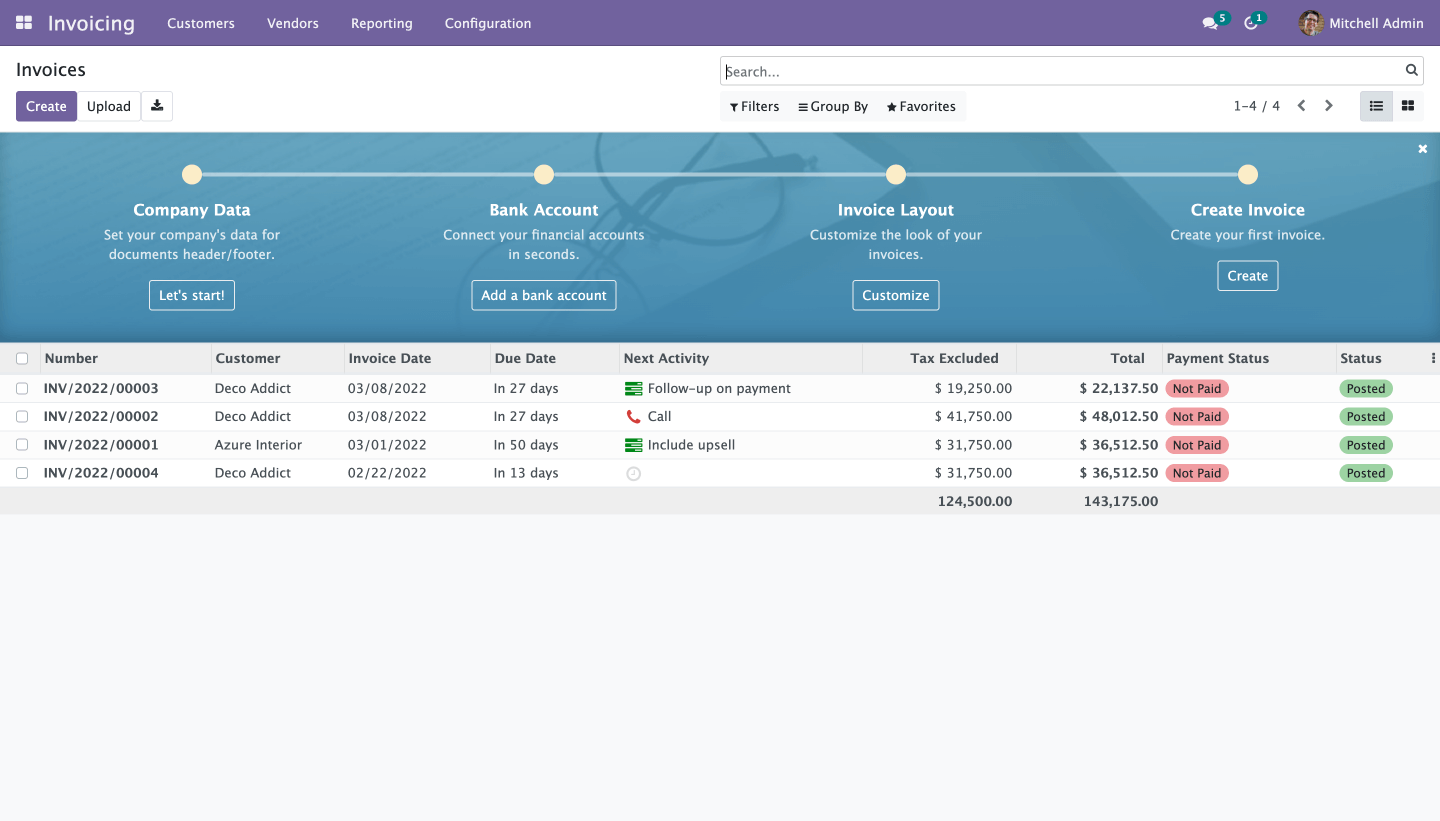 Invoicing Customers Vendors Reporting Configuration 5 1 Mitchell Admin
Invoices
Search...
Create Upload
Filters Group By Favorites
1-4 / 4
Company Data
Set your company's data for
documents header/footer.
Let's start!
Bank Account
Connect your financial accounts
in seconds.
Add a bank account
Invoice Layout
Customize the look of your
invoices.
Customize
Create Invoice
Create your first invoice.
Create
Number Customer Invoice Date Due Date Next Activity Tax Excluded Total Payment Status Status
INV/2022/00003 Deco Addict 03/08/2022 In 27 days Follow-up on payment $ 19,250.00 $ 22,137.50 Not Paid Posted
INV/2022/00002 Deco Addict 03/08/2022 In 27 days Call $ 41,750.00 $ 48,012.50 Not Paid Posted
INV/2022/00001 Azure Interior 03/01/2022 In 50 days Include upsell $ 31,750.00 $ 36,512.50 Not Paid Posted
INV/2022/00004 Deco Addict 02/22/2022 In 13 days $ 31,750.00 $ 36,512.50 Not Paid Posted
124,500.00 143,175.00